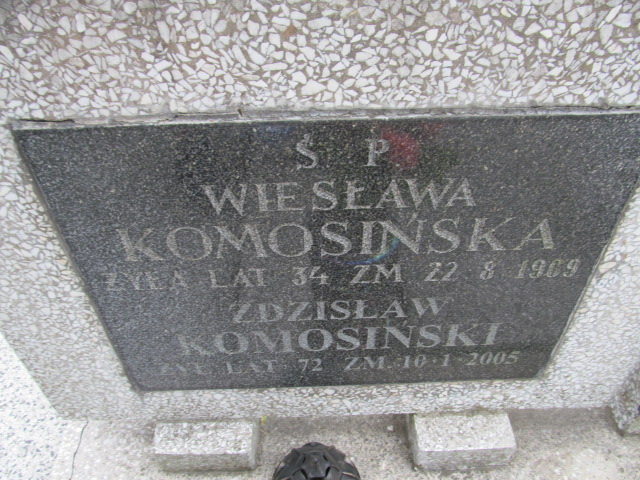 Ś P
WIESŁAWA
KOMOSIŃSKA
ŻYŁA LAT 34 ZM 22 8 1969
ZDZISŁAW
KOMOSIŃSKI
ŻYŁ LAT 72 ZM. 10·1·2005